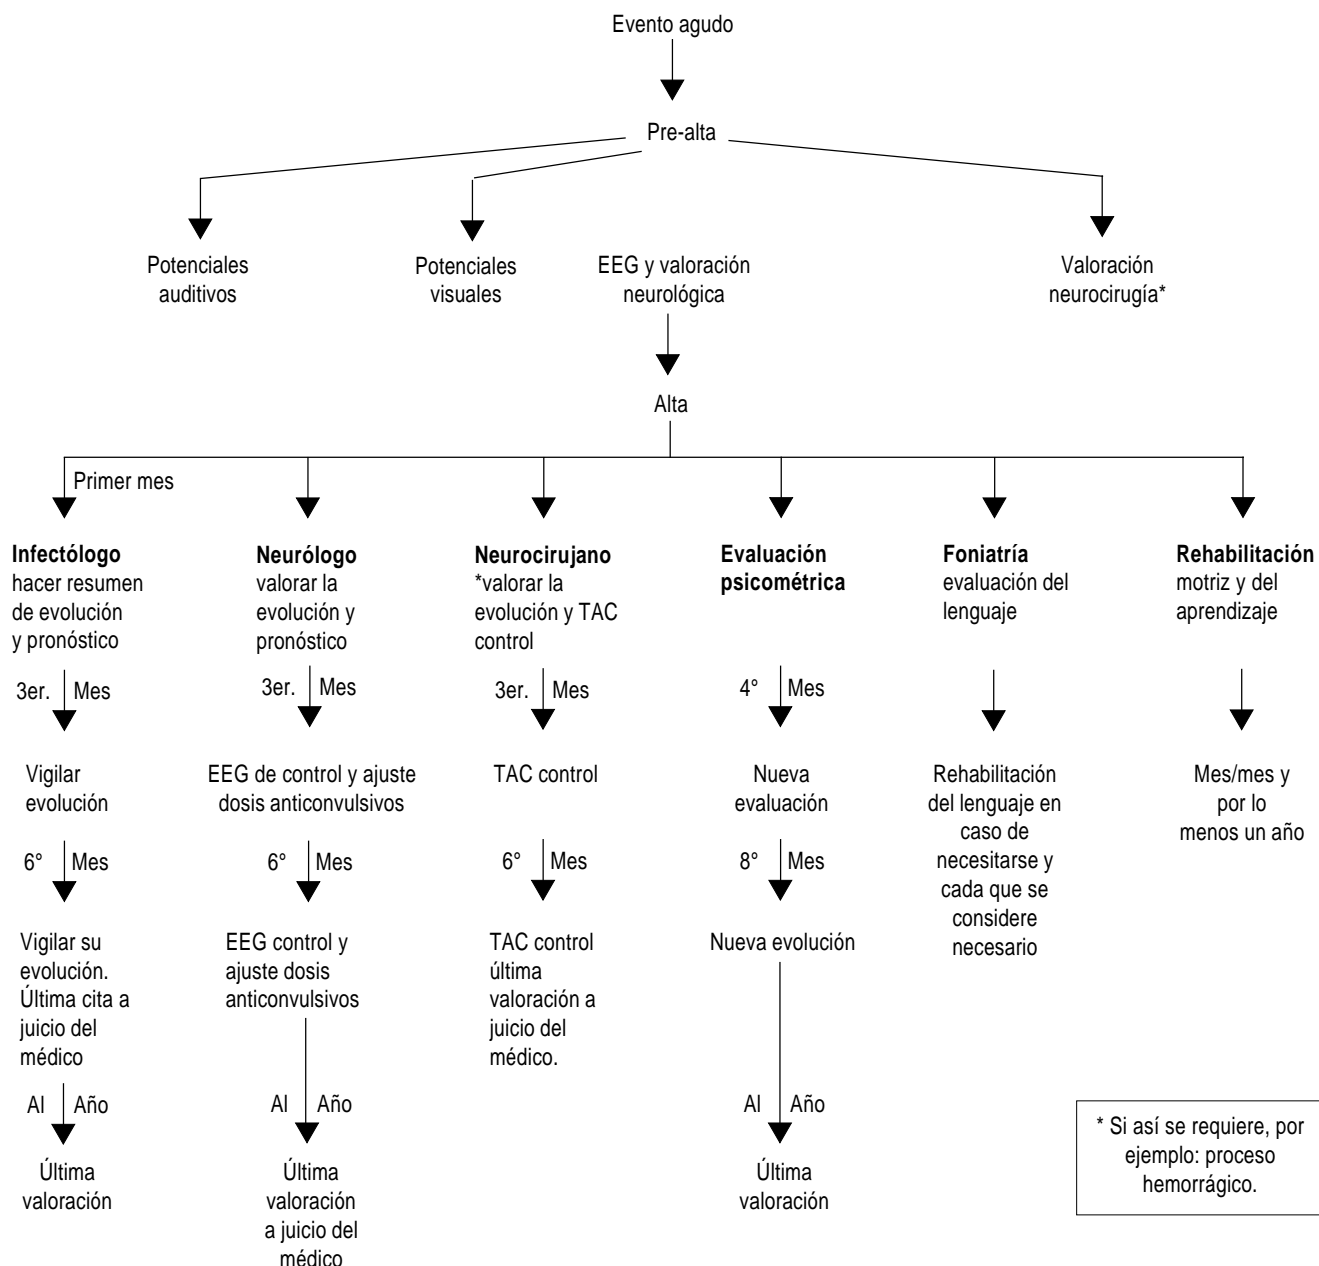 Evento agudo
Pre-alta
Potenciales
auditivos
Potenciales
visuales
EEG y valoración
neurológica
Valoración
neurocirugía*
Alta
Primer mes
Infectólogo
hacer resumen
de evolución
y pronóstico
Neurólogo
valorar la
evolución y
pronóstico
Neurocirujano
*valorar la
evolución y TAC
control
Evaluación
psicométrica
Foniatría
evaluación del
lenguaje
Rehabilitación
motriz y del
aprendizaje
3er. Mes
3er. Mes
3er. Mes
4° Mes
Vigilar
evolución
EEG de control y ajuste
dosis anticonvulsivos
TAC control
Nueva
evaluación
Rehabilitación
del lenguaje en
caso de
necesitarse y
cada que se
considere
necesario
Mes/mes y
por lo
menos un año
6° Mes
6° Mes
6° Mes
8° Mes
Vigilar su
evolución.
Última cita a
juicio del
médico
EEG control y
ajuste dosis
anticonvulsivos
TAC control
última
valoración a
juicio del
médico.
Nueva evolución
Al Año
Al Año
Al Año
Última
valoración
Última
valoración
a juicio del
médico
Última
valoración
* Si así se requiere, por
ejemplo: proceso
hemorrágico.